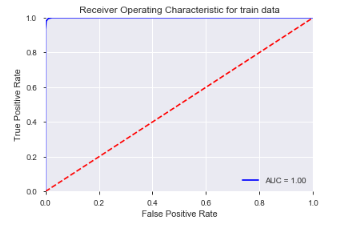 Receiver Operating Characteristic for train data
True Positive Rate
1.0
0.8
0.6
0.4
0.2
0.0
AUC = 1.00
0.0 0.2 0.4 0.6 0.8 1.0
False Positive Rate